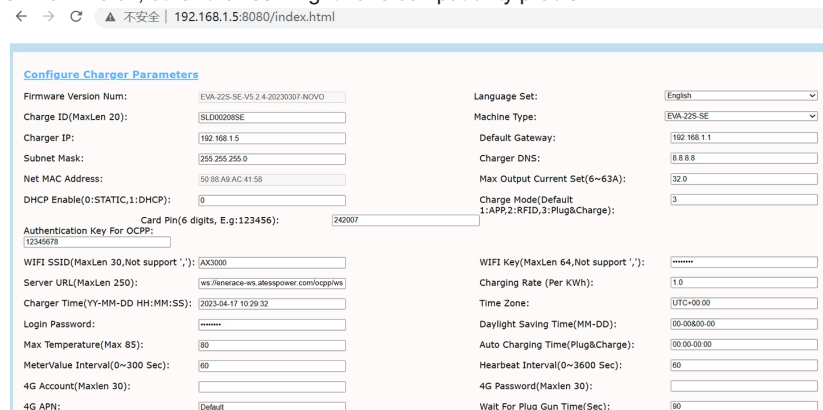 ← → C ▲ 不安全 | 192.168.1.5:8080/index.html
Configure Charger Parameters
Firmware Version Num: EVA-22S-SE-V5.2.4-20230307-NOVO Language Set: English
Charge ID(MaxLen 20): SLD00208SE Machine Type: EVA-22S-SE
Charger IP: 192.168.1.5 Default Gateway: 192.168.1.1
Subnet Mask: 255.255.255.0 Charger DNS: 8.8.8.8
Net MAC Address: 50:88:A9:AC:41:58 Max Output Current Set(6~63A): 32.0
DHCP Enable(0:STATIC,1:DHCP): 0 Charge Mode(Default
1:APP,2:RFID,3:Plug&Charge): 3
Card Pin(6 digits, E.g:123456): 242007
Authentication Key For OCPP:
12345678
WIFI SSID(MaxLen 30,Not support ','): AX3000 WIFI Key(MaxLen 64,Not support ','): ••••••••
Server URL(MaxLen 250): ws://enerace-ws.atesspower.com/ocpp/ws Charging Rate (Per KWh): 1.0
Charger Time(YY-MM-DD HH:MM:SS): 2023-04-17 10:29:32 Time Zone: UTC+00:00
Login Password: •••••••• Daylight Saving Time(MM-DD): 00-00&00-00
Max Temperature(Max 85): 80 Auto Charging Time(Plug&Charge): 00:00-00:00
MeterValue Interval(0~300 Sec): 60 Hearbeat Interval(0~3600 Sec): 60
4G Account(Maxlen 30): 4G Password(Maxlen 30):
4G APN: Default Wait For Plug Gun Time(Sec): 90